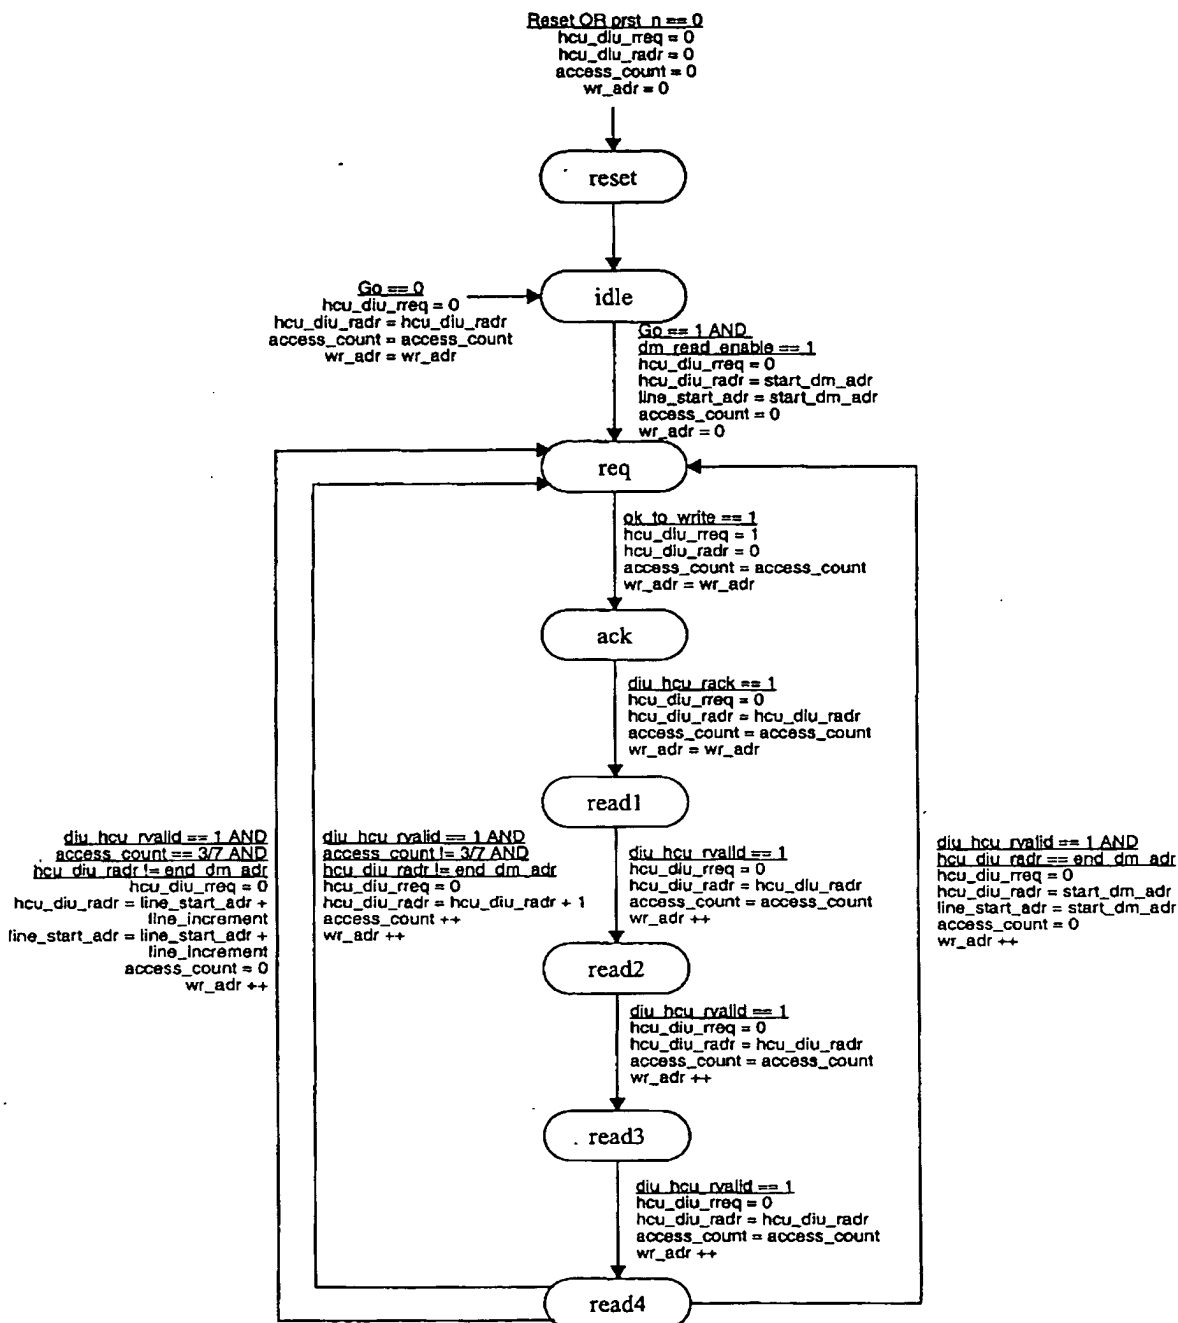 Reset OR prst_n == 0
hcu_diu_rreq = 0
hcu_diu_radr = 0
access_count = 0
wr_adr = 0
reset
idle
Go == 0
hcu_diu_rreq = 0
hcu_diu_radr = hcu_diu_radr
access_count = access_count
wr_adr = wr_adr
Go == 1 AND
dm_read_enable == 1
hcu_diu_rreq = 0
hcu_diu_radr = start_dm_adr
line_start_adr = start_dm_adr
access_count = 0
wr_adr = 0
req
ok_to_write == 1
hcu_diu_rreq = 1
hcu_diu_radr = 0
access_count = access_count
wr_adr = wr_adr
ack
diu_hcu_rack == 1
hcu_diu_rreq = 0
hcu_diu_radr = hcu_diu_radr
access_count = access_count
wr_adr = wr_adr
read1
diu_hcu_rvalid == 1 AND
access_count == 3/7 AND
hcu_diu_radr != end_dm_adr
hcu_diu_rreq = 0
hcu_diu_radr = line_start_adr +
line_increment
line_start_adr = line_start_adr +
line_increment
access_count = 0
wr_adr ++
diu_hcu_rvalid == 1 AND
access_count != 3/7 AND
hcu_diu_radr != end_dm_adr
hcu_diu_rreq = 0
hcu_diu_radr = hcu_diu_radr + 1
access_count ++
wr_adr ++
diu_hcu_rvalid == 1
hcu_diu_rreq = 0
hcu_diu_radr = hcu_diu_radr
access_count = access_count
wr_adr ++
diu_hcu_rvalid == 1 AND
hcu_diu_radr == end_dm_adr
hcu_diu_rreq = 0
hcu_diu_radr = start_dm_adr
line_start_adr = start_dm_adr
access_count = 0
wr_adr ++
read2
diu_hcu_rvalid == 1
hcu_diu_rreq = 0
hcu_diu_radr = hcu_diu_radr
access_count = access_count
wr_adr ++
read3
diu_hcu_rvalid == 1
hcu_diu_rreq = 0
hcu_diu_radr = hcu_diu_radr
access_count = access_count
wr_adr ++
read4